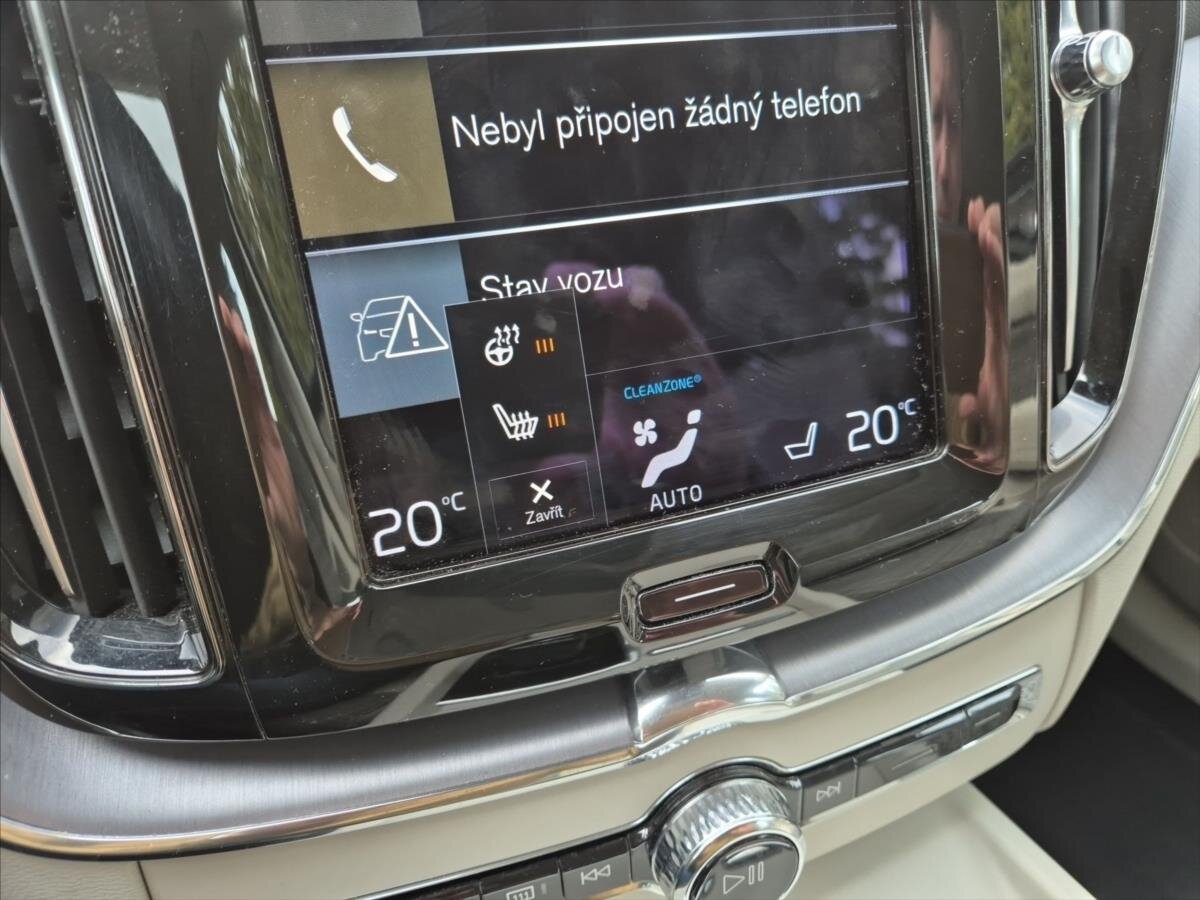 Nebyl připojen žádný telefon
Stav vozu
CLEANZONE®
20°C
Zavřít
AUTO
20°C